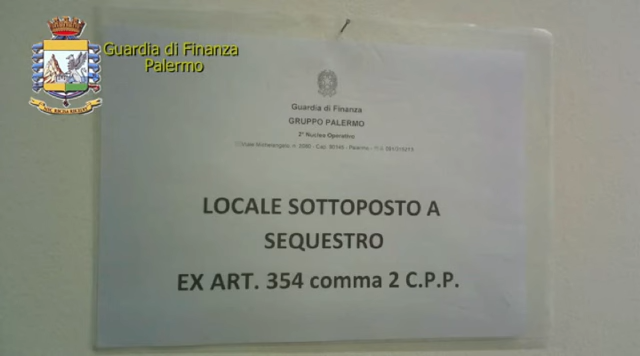 Guardia di Finanza
Palermo
Guardia di Finanza
GRUPPO PALERMO
2° Nucleo Operativo
Palermo
LOCALE SOTTOPOSTO A
SEQUESTRO
EX ART. 354 comma 2 C.P.P.